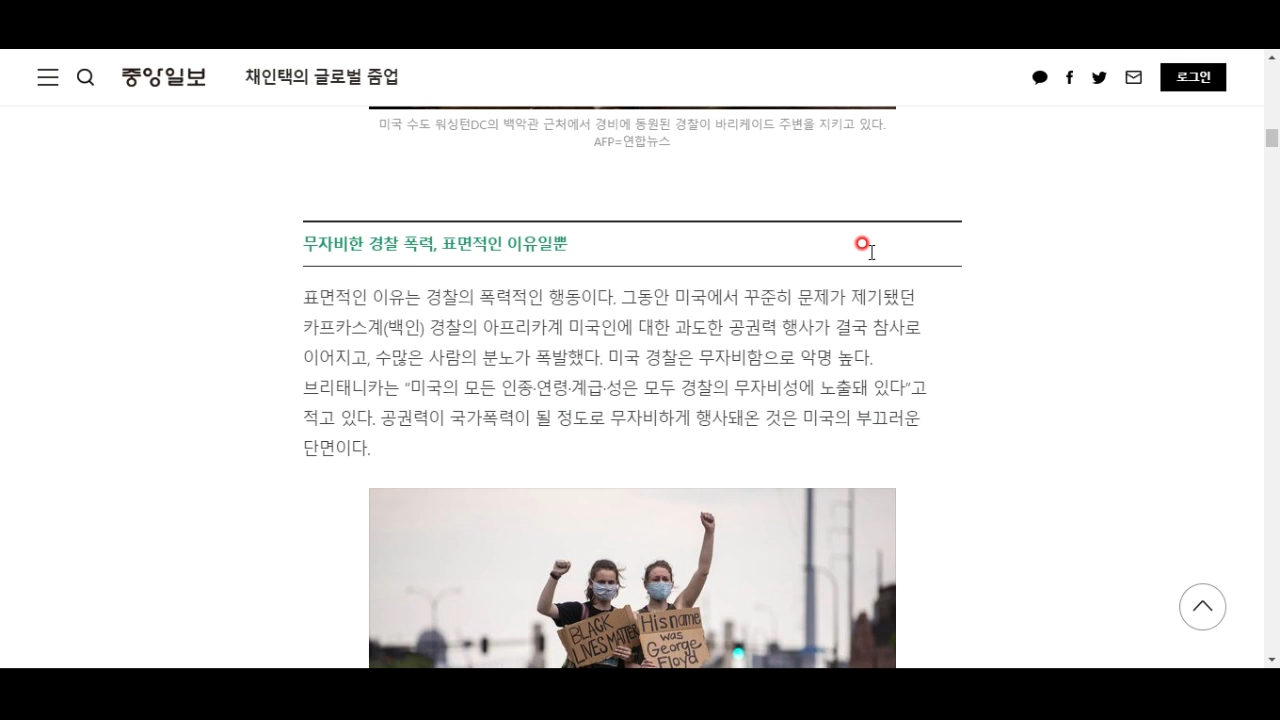 중앙일보 채인택의 글로벌 줌업 로그인
미국 수도 워싱턴DC의 백악관 근처에서 경비에 동원된 경찰이 바리케이드 주변을 지키고 있다.
AFP=연합뉴스
무자비한 경찰 폭력, 표면적인 이유일뿐
표면적인 이유는 경찰의 폭력적인 행동이다. 그동안 미국에서 꾸준히 문제가 제기됐던
카프카스계(백인) 경찰의 아프리카계 미국인에 대한 과도한 공권력 행사가 결국 참사로
이어지고, 수많은 사람의 분노가 폭발했다. 미국 경찰은 무자비함으로 악명 높다.
브리태니카는 “미국의 모든 인종·연령·계급·성은 모두 경찰의 무자비성에 노출돼 있다”고
적고 있다. 공권력이 국가폭력이 될 정도로 무자비하게 행사돼온 것은 미국의 부끄러운
단면이다.
BLACK
LIVES MATTER
His name
was
George
Floyd